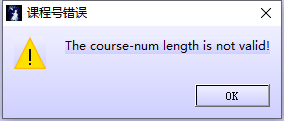 课程号错误
The course-num length is not valid!
OK